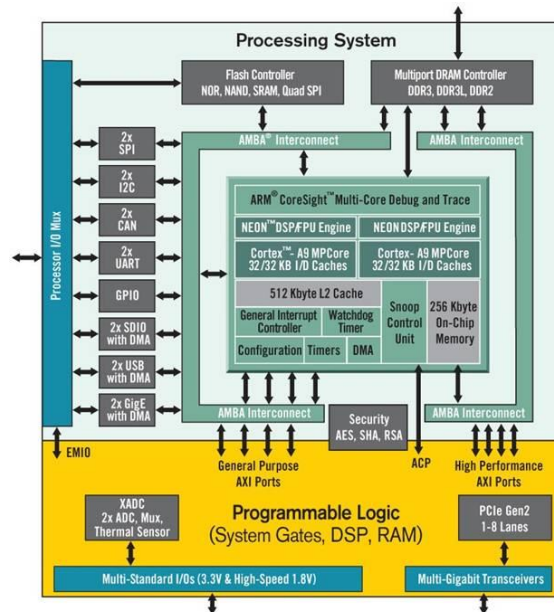 Processing System
Flash Controller
NOR, NAND, SRAM, Quad SPI
Multiport DRAM Controller
DDR3, DDR3L, DDR2
AMBA® Interconnect
AMBA Interconnect
Processor I/O Mux
2x
SPI
2x
I2C
2x
CAN
2x
UART
GPIO
2x SDIO
with DMA
2x USB
with DMA
2x GigE
with DMA
ARM® CoreSight™ Multi-Core Debug and Trace
NEON™ DSP/FPU Engine
NEON DSP/FPU Engine
Cortex™- A9 MPCore
32/32 KB I/D Caches
Cortex- A9 MPCore
32/32 KB I/D Caches
512 Kbyte L2 Cache
General Interrupt
Controller
Watchdog
Timer
Configuration
Timers
DMA
Snoop
Control
Unit
256 Kbyte
On-Chip
Memory
AMBA Interconnect
Security
AES, SHA, RSA
AMBA Interconnect
EMIO
General Purpose
AXI Ports
ACP
High Performance
AXI Ports
XADC
2x ADC, Mux,
Thermal Sensor
Programmable Logic
(System Gates, DSP, RAM)
PCIe Gen2
1-8 Lanes
Multi-Standard I/Os (3.3V & High-Speed 1.8V)
Multi-Gigabit Transceivers